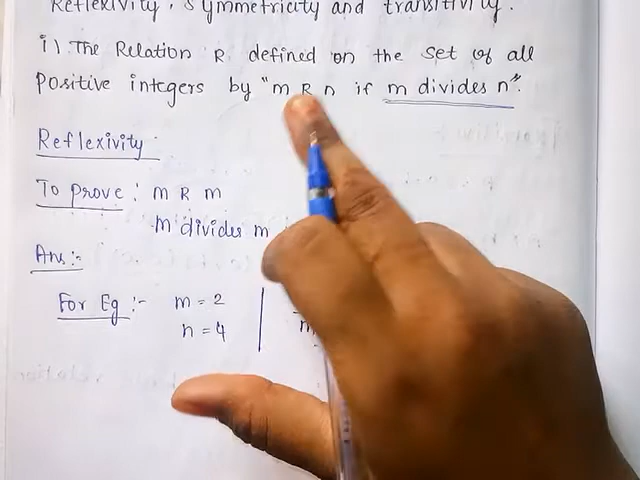 Reflexivity, Symmetricity and transitivity.
i) The Relation R defined on the set of all
positive integers by "m R n if m divides n".
Reflexivity
To prove: m R m
m divides m
Ans:-
For Eg:- m = 2
n = 4